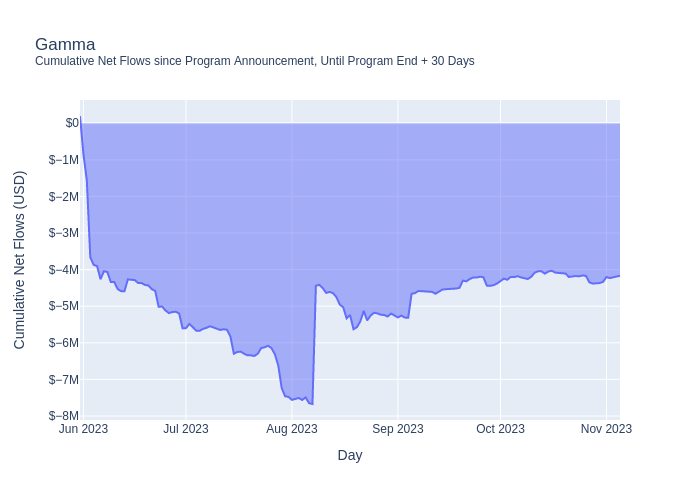 Gamma
Cumulative Net Flows since Program Announcement, Until Program End + 30 Days
Cumulative Net Flows (USD)
$0
$−1M
$−2M
$−3M
$−4M
$−5M
$−6M
$−7M
$−8M
Jun 2023 Jul 2023 Aug 2023 Sep 2023 Oct 2023 Nov 2023
Day